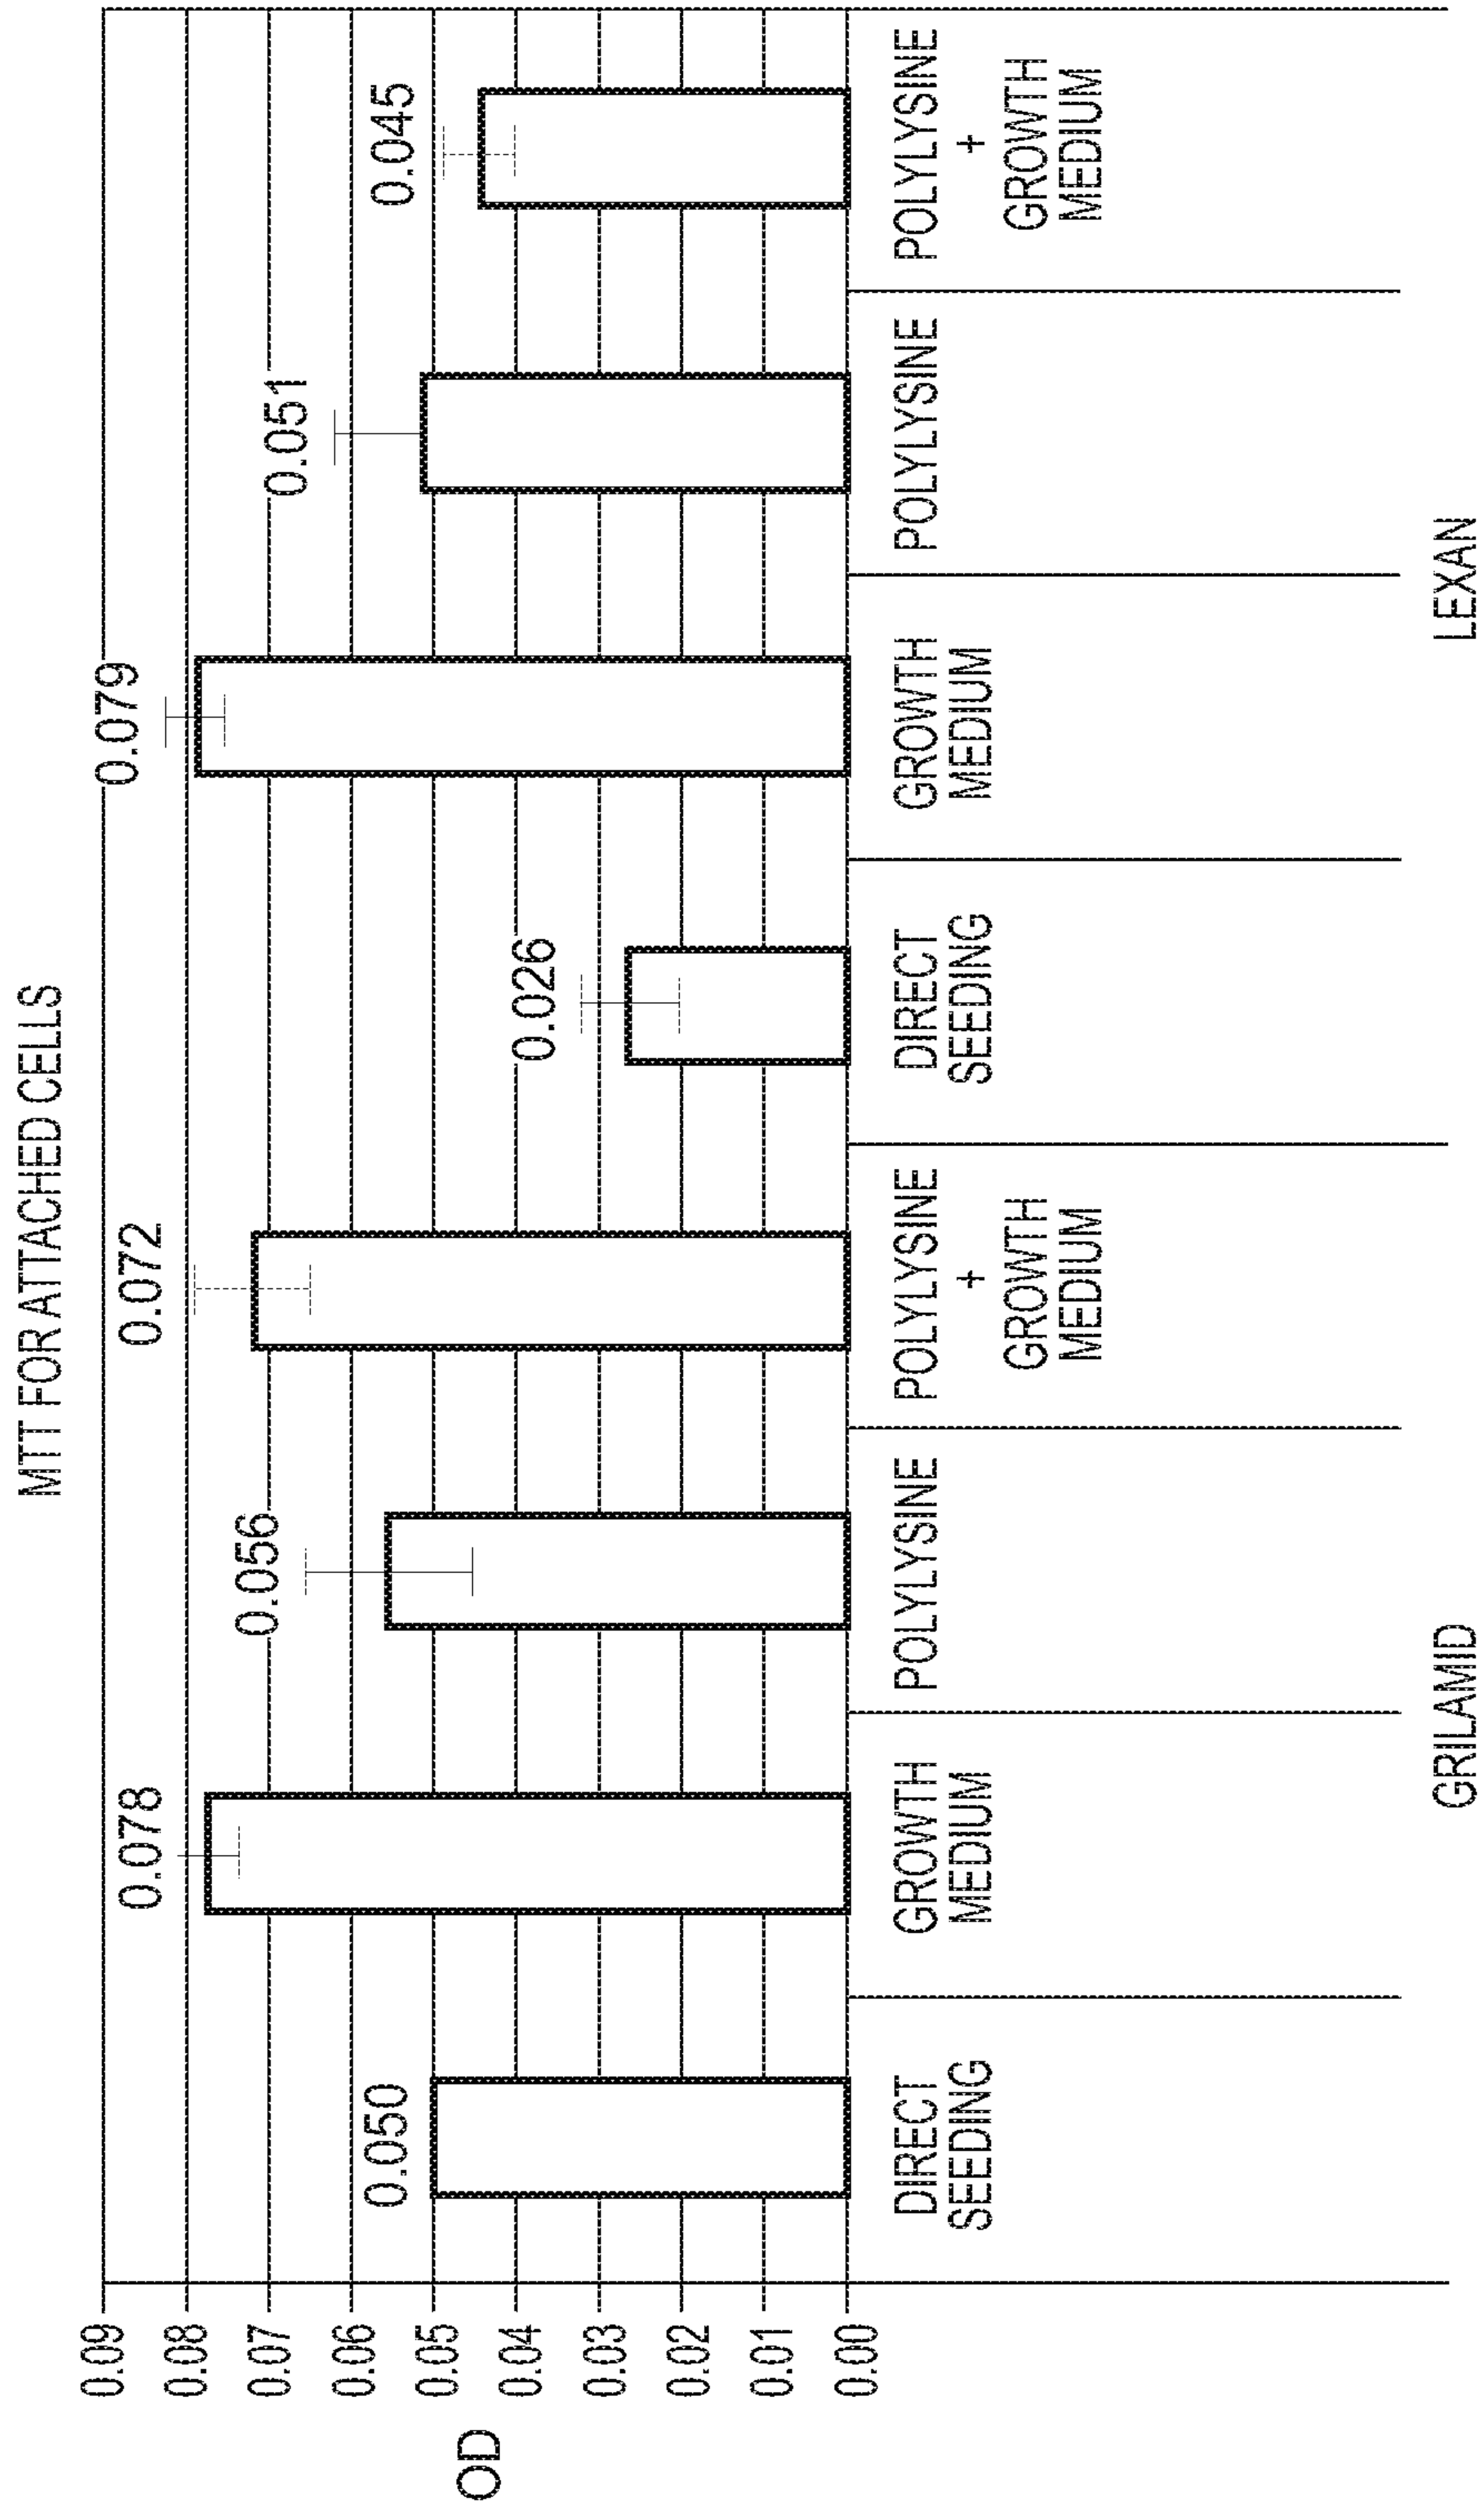 MTT FOR ATTACHED CELLS
OD
0.09
0.08
0.07
0.06
0.05
0.04
0.03
0.02
0.01
0.00
0.050
0.078
0.056
0.072
0.026
0.079
0.051
0.045
DIRECT
SEEDING
GROWTH
MEDIUM
POLYLYSINE
POLYLYSINE
+
GROWTH
MEDIUM
DIRECT
SEEDING
GROWTH
MEDIUM
POLYLYSINE
POLYLYSINE
+
GROWTH
MEDIUM
GRILAMID
LEXAN